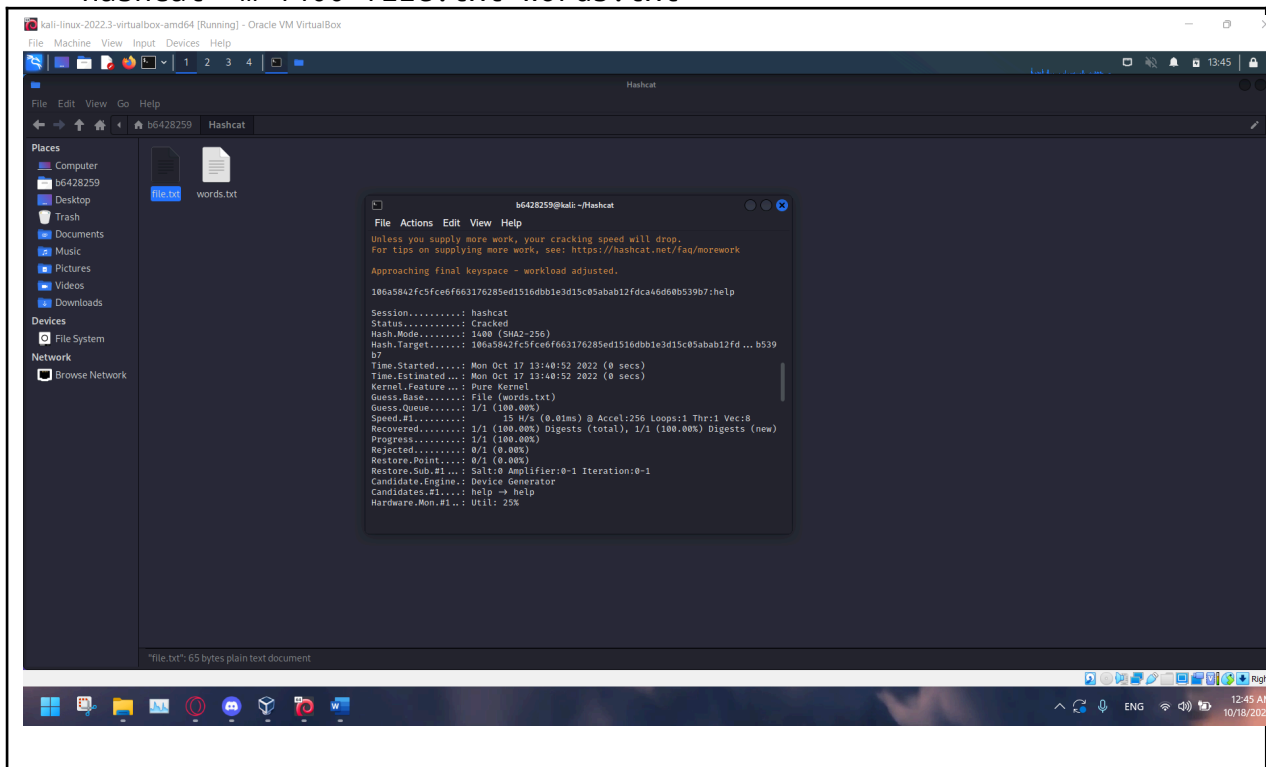 kali-linux-2022.3-virtualbox-amd64 [Running] - Oracle VM VirtualBox
File Machine View Input Devices Help
1 2 3 4
13:45
Hashcat
File Edit View Go Help
b6428259 Hashcat
Places
Computer
b6428259
Desktop
Trash
Documents
Music
Pictures
Videos
Downloads
Devices
File System
Network
Browse Network
file.txt words.txt
b6428259@kali: ~/Hashcat
File Actions Edit View Help
Unless you supply more work, your cracking speed will drop.
For tips on supplying more work, see: https://hashcat.net/faq/morework
Approaching final keyspace - workload adjusted.
106a5842fc5fce6f663176285ed1516dbb1e3d15c05abab12fdca46d60b539b7:help
Session..........: hashcat
Status...........: Cracked
Hash.Mode........: 1400 (SHA2-256)
Hash.Target......: 106a5842fc5fce6f663176285ed1516dbb1e3d15c05abab12fd...b539
b7
Time.Started.....: Mon Oct 17 13:40:52 2022 (0 secs)
Time.Estimated...: Mon Oct 17 13:40:52 2022 (0 secs)
Kernel.Feature...: Pure Kernel
Guess.Base.......: File (words.txt)
Guess.Queue......: 1/1 (100.00%)
Speed.#1.........: 15 H/s (0.01ms) @ Accel:256 Loops:1 Thr:1 Vec:8
Recovered........: 1/1 (100.00%) Digests (total), 1/1 (100.00%) Digests (new)
Progress.........: 1/1 (100.00%)
Rejected.........: 0/1 (0.00%)
Restore.Point....: 0/1 (0.00%)
Restore.Sub.#1...: Salt:0 Amplifier:0-1 Iteration:0-1
Candidate.Engine.: Device Generator
Candidates.#1....: help → help
Hardware.Mon.#1..: Util: 25%
"file.txt": 65 bytes plain text document
Righ
ENG
12:45 A
10/18/202